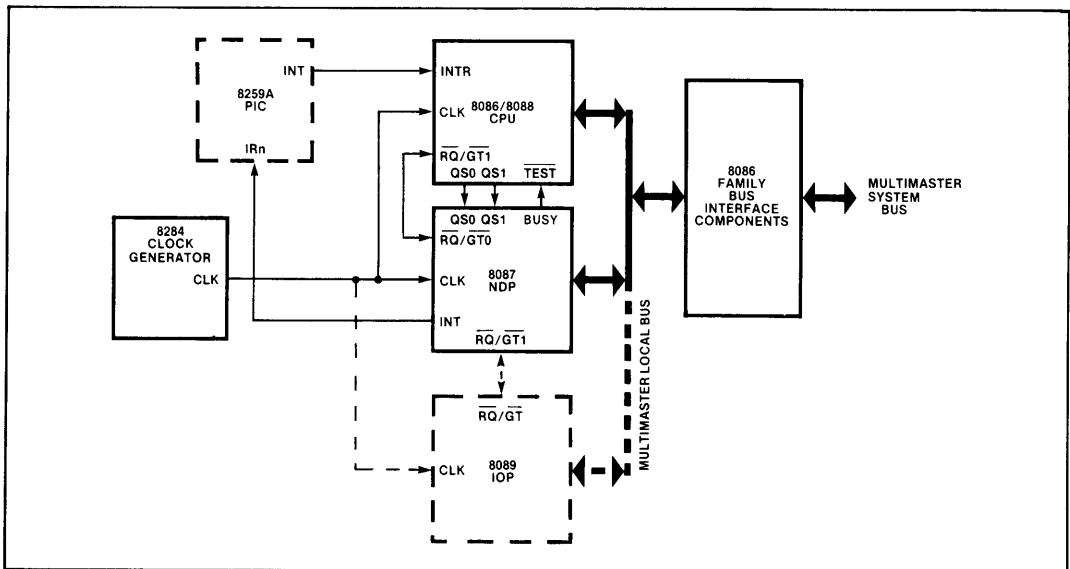 INT
8259A
PIC
IRn
INTR
8086/8088
CPU
CLK
RQ/GT1
QS0 QS1 TEST
QS0 QS1 BUSY
RQ/GT0
CLK
8087
NDP
INT
RQ/GT1
8284
CLOCK
GENERATOR
CLK
RQ/GT
8089
IOP
CLK
MULTIMASTER LOCAL BUS
8086
FAMILY
BUS
INTERFACE
COMPONENTS
MULTIMASTER
SYSTEM
BUS